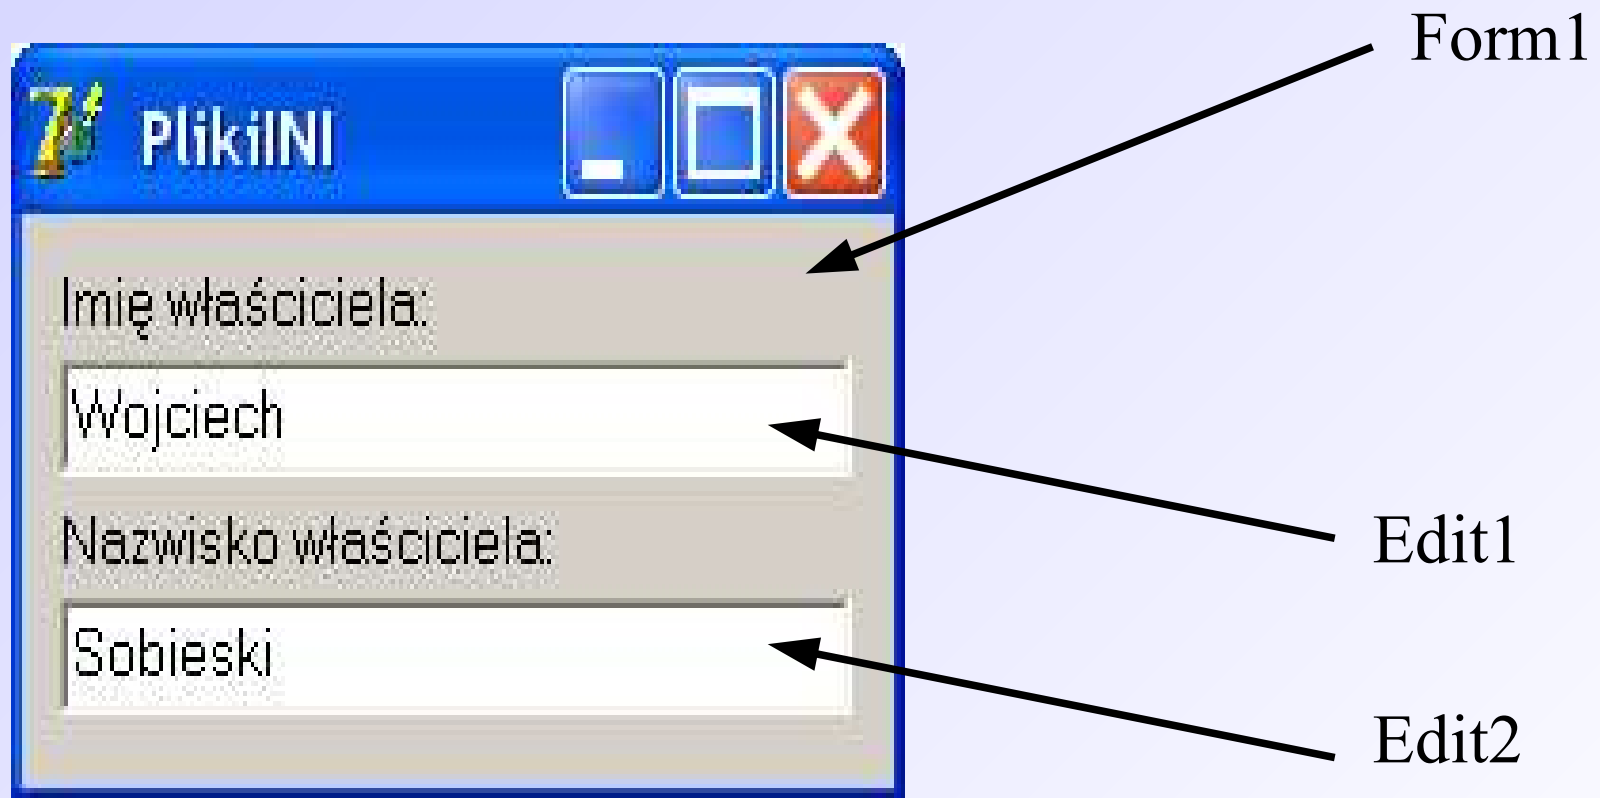 Form1
PlikiINI
Imię właściciela:
Wojciech
Edit1
Nazwisko właściciela:
Sobieski
Edit2